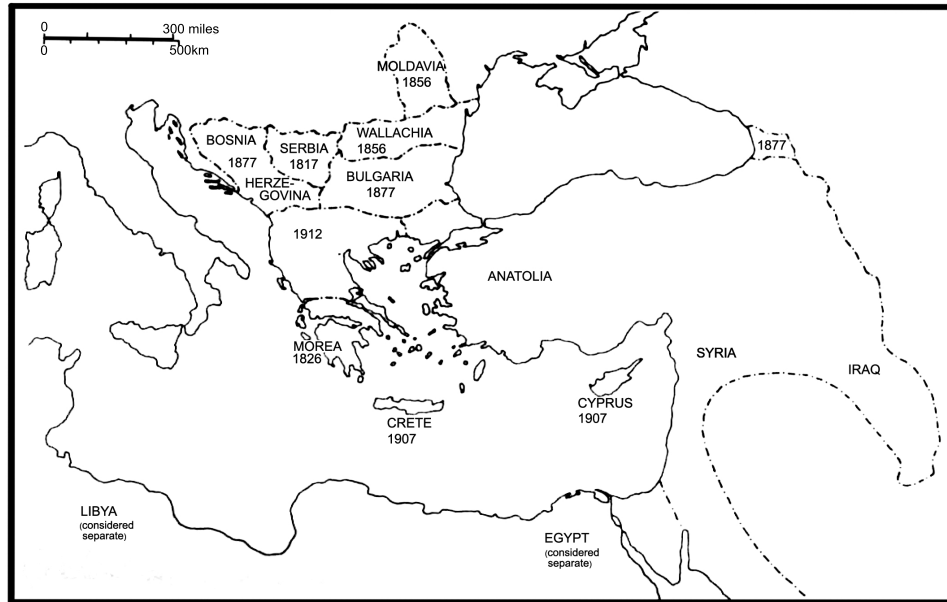 0 300 miles
0 500km
MOLDAVIA
1856
BOSNIA
1877
SERBIA
1817
WALLACHIA
1856
1877
HERZE-
GOVINA
BULGARIA
1877
1912
ANATOLIA
MOREA
1826
SYRIA
IRAQ
CRETE
1907
CYPRUS
1907
LIBYA
(considered
separate)
EGYPT
(considered
separate)